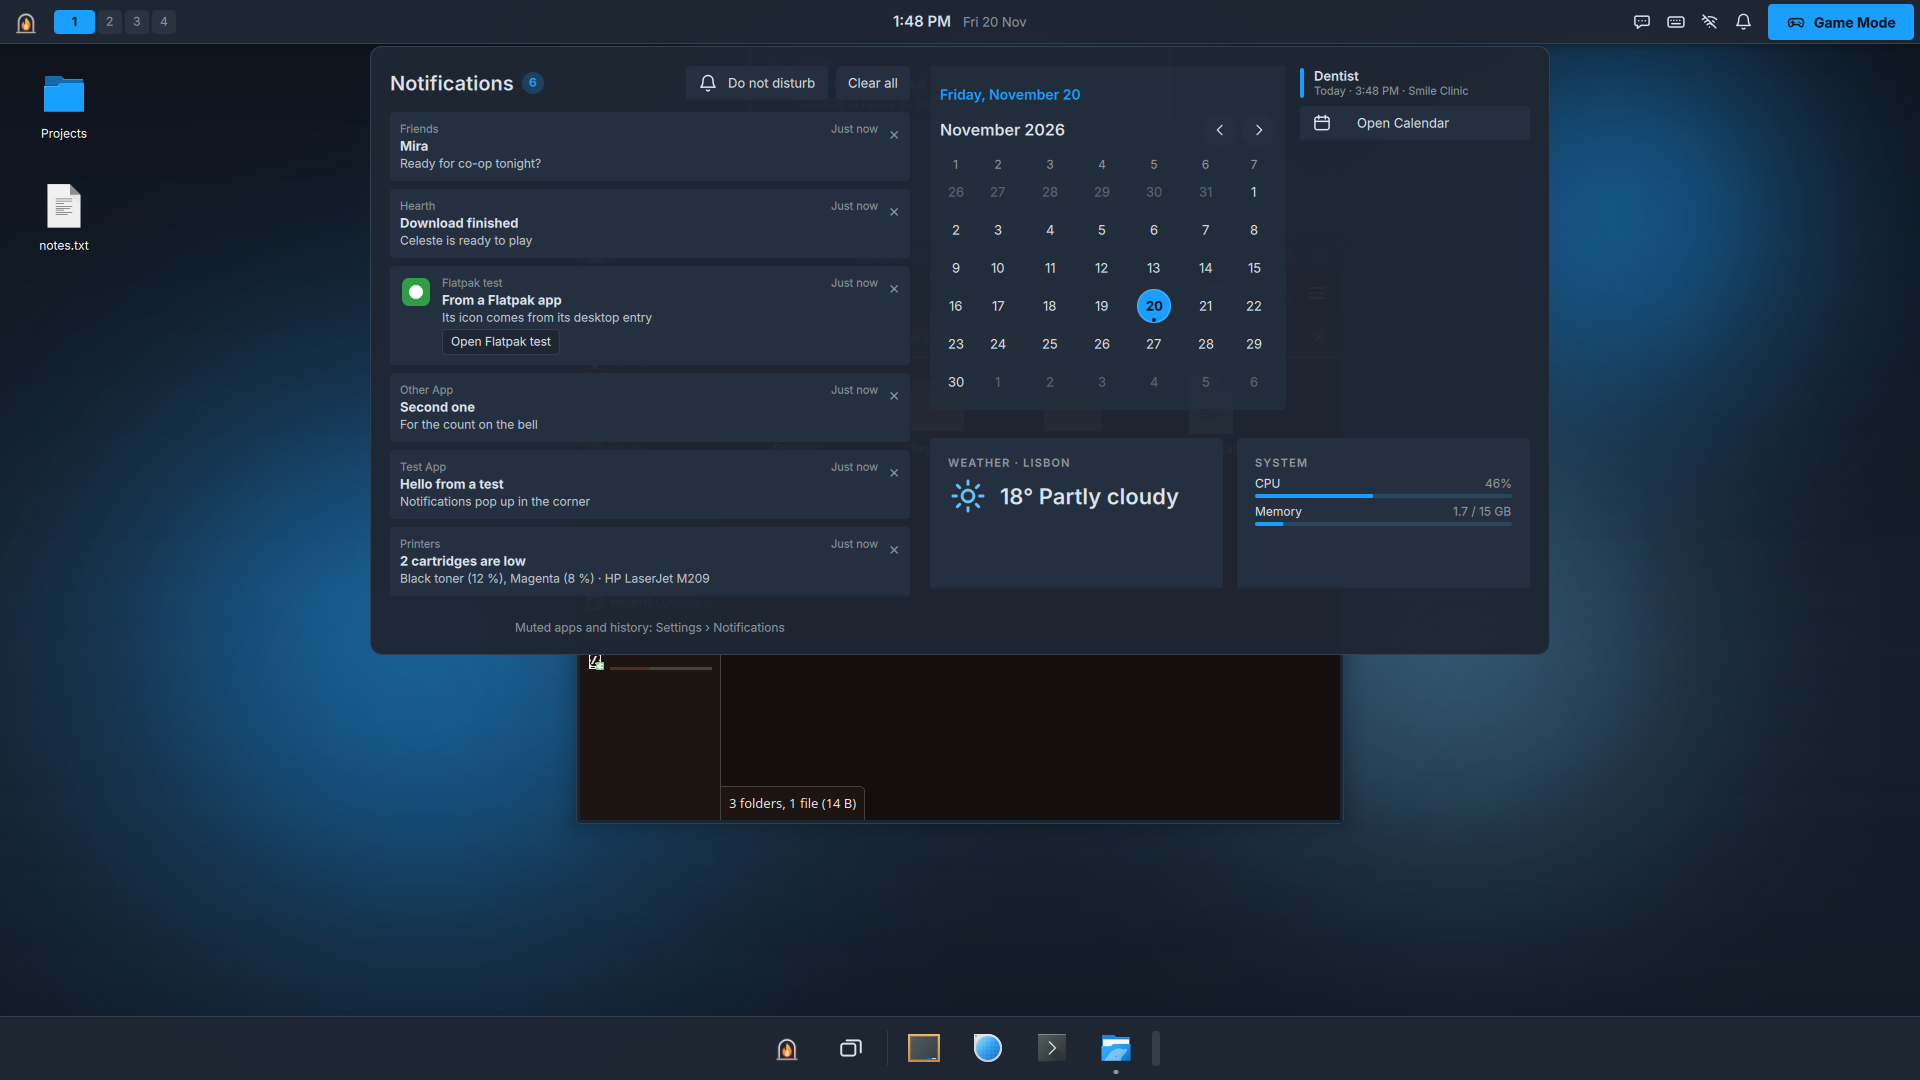 1 2 3 4
1:48 PM Fri 20 Nov
Game Mode
Projects
notes.txt
Notifications 6
Do not disturb
Clear all
Friends
Just now
Mira
Ready for co-op tonight?
Hearth
Just now
Download finished
Celeste is ready to play
Flatpak test
Just now
From a Flatpak app
Its icon comes from its desktop entry
Open Flatpak test
Other App
Just now
Second one
For the count on the bell
Test App
Just now
Hello from a test
Notifications pop up in the corner
Printers
Just now
2 cartridges are low
Black toner (12 %), Magenta (8 %) · HP LaserJet M209
Muted apps and history: Settings › Notifications
Friday, November 20
November 2026
1 2 3 4 5 6 7
26 27 28 29 30 31 1
2 3 4 5 6 7 8
9 10 11 12 13 14 15
16 17 18 19 20 21 22
23 24 25 26 27 28 29
30 1 2 3 4 5 6
Dentist
Today · 3:48 PM · Smile Clinic
Open Calendar
WEATHER · LISBON
18° Partly cloudy
SYSTEM
CPU 46%
Memory 1.7 / 15 GB
3 folders, 1 file (14 B)